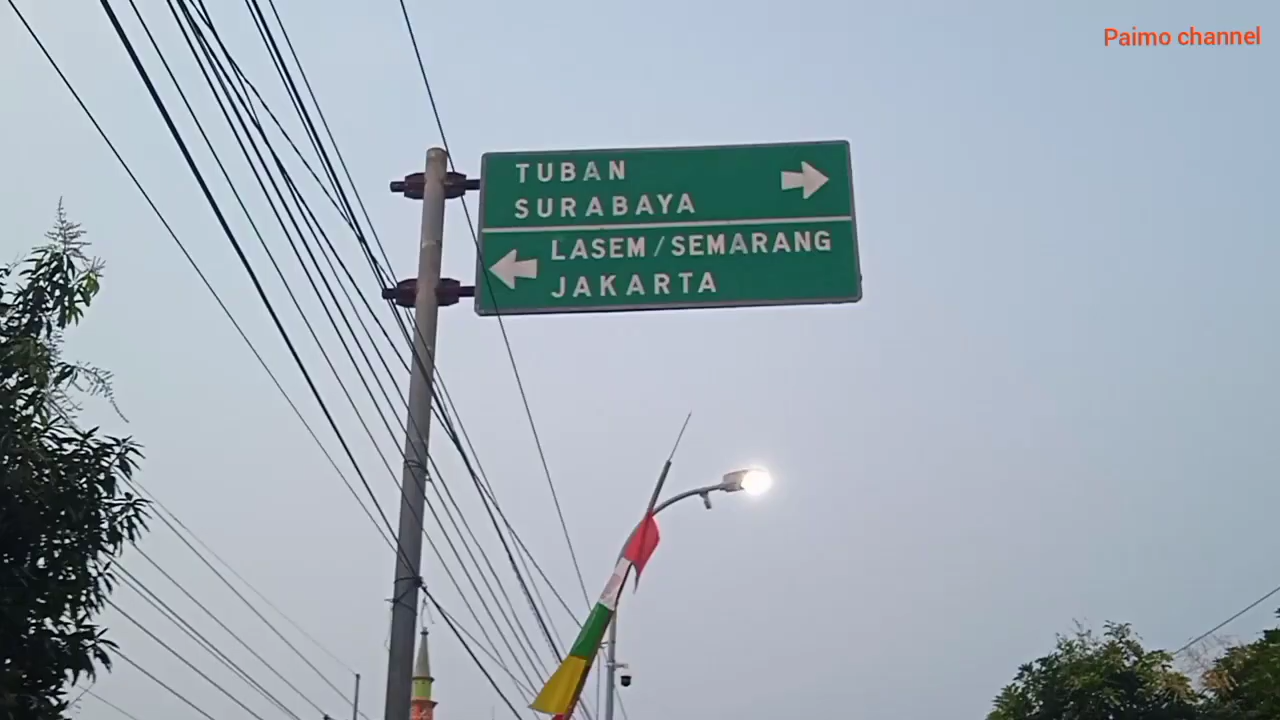 Paimo channel
TUBAN
SURABAYA
LASEM / SEMARANG
JAKARTA